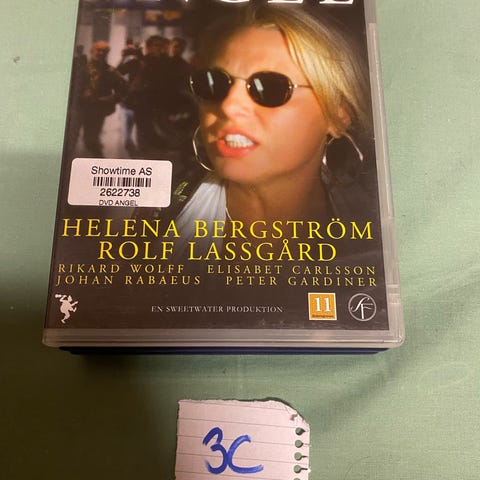 Showtime AS
2622738
DVD ANGEL
HELENA BERGSTRÖM
ROLF LASSGÅRD
RIKARD WOLFF ELISABET CARLSSON
JOHAN RABAEUS PETER GARDINER
EN SWEETWATER PRODUKTION
11
SF
3C